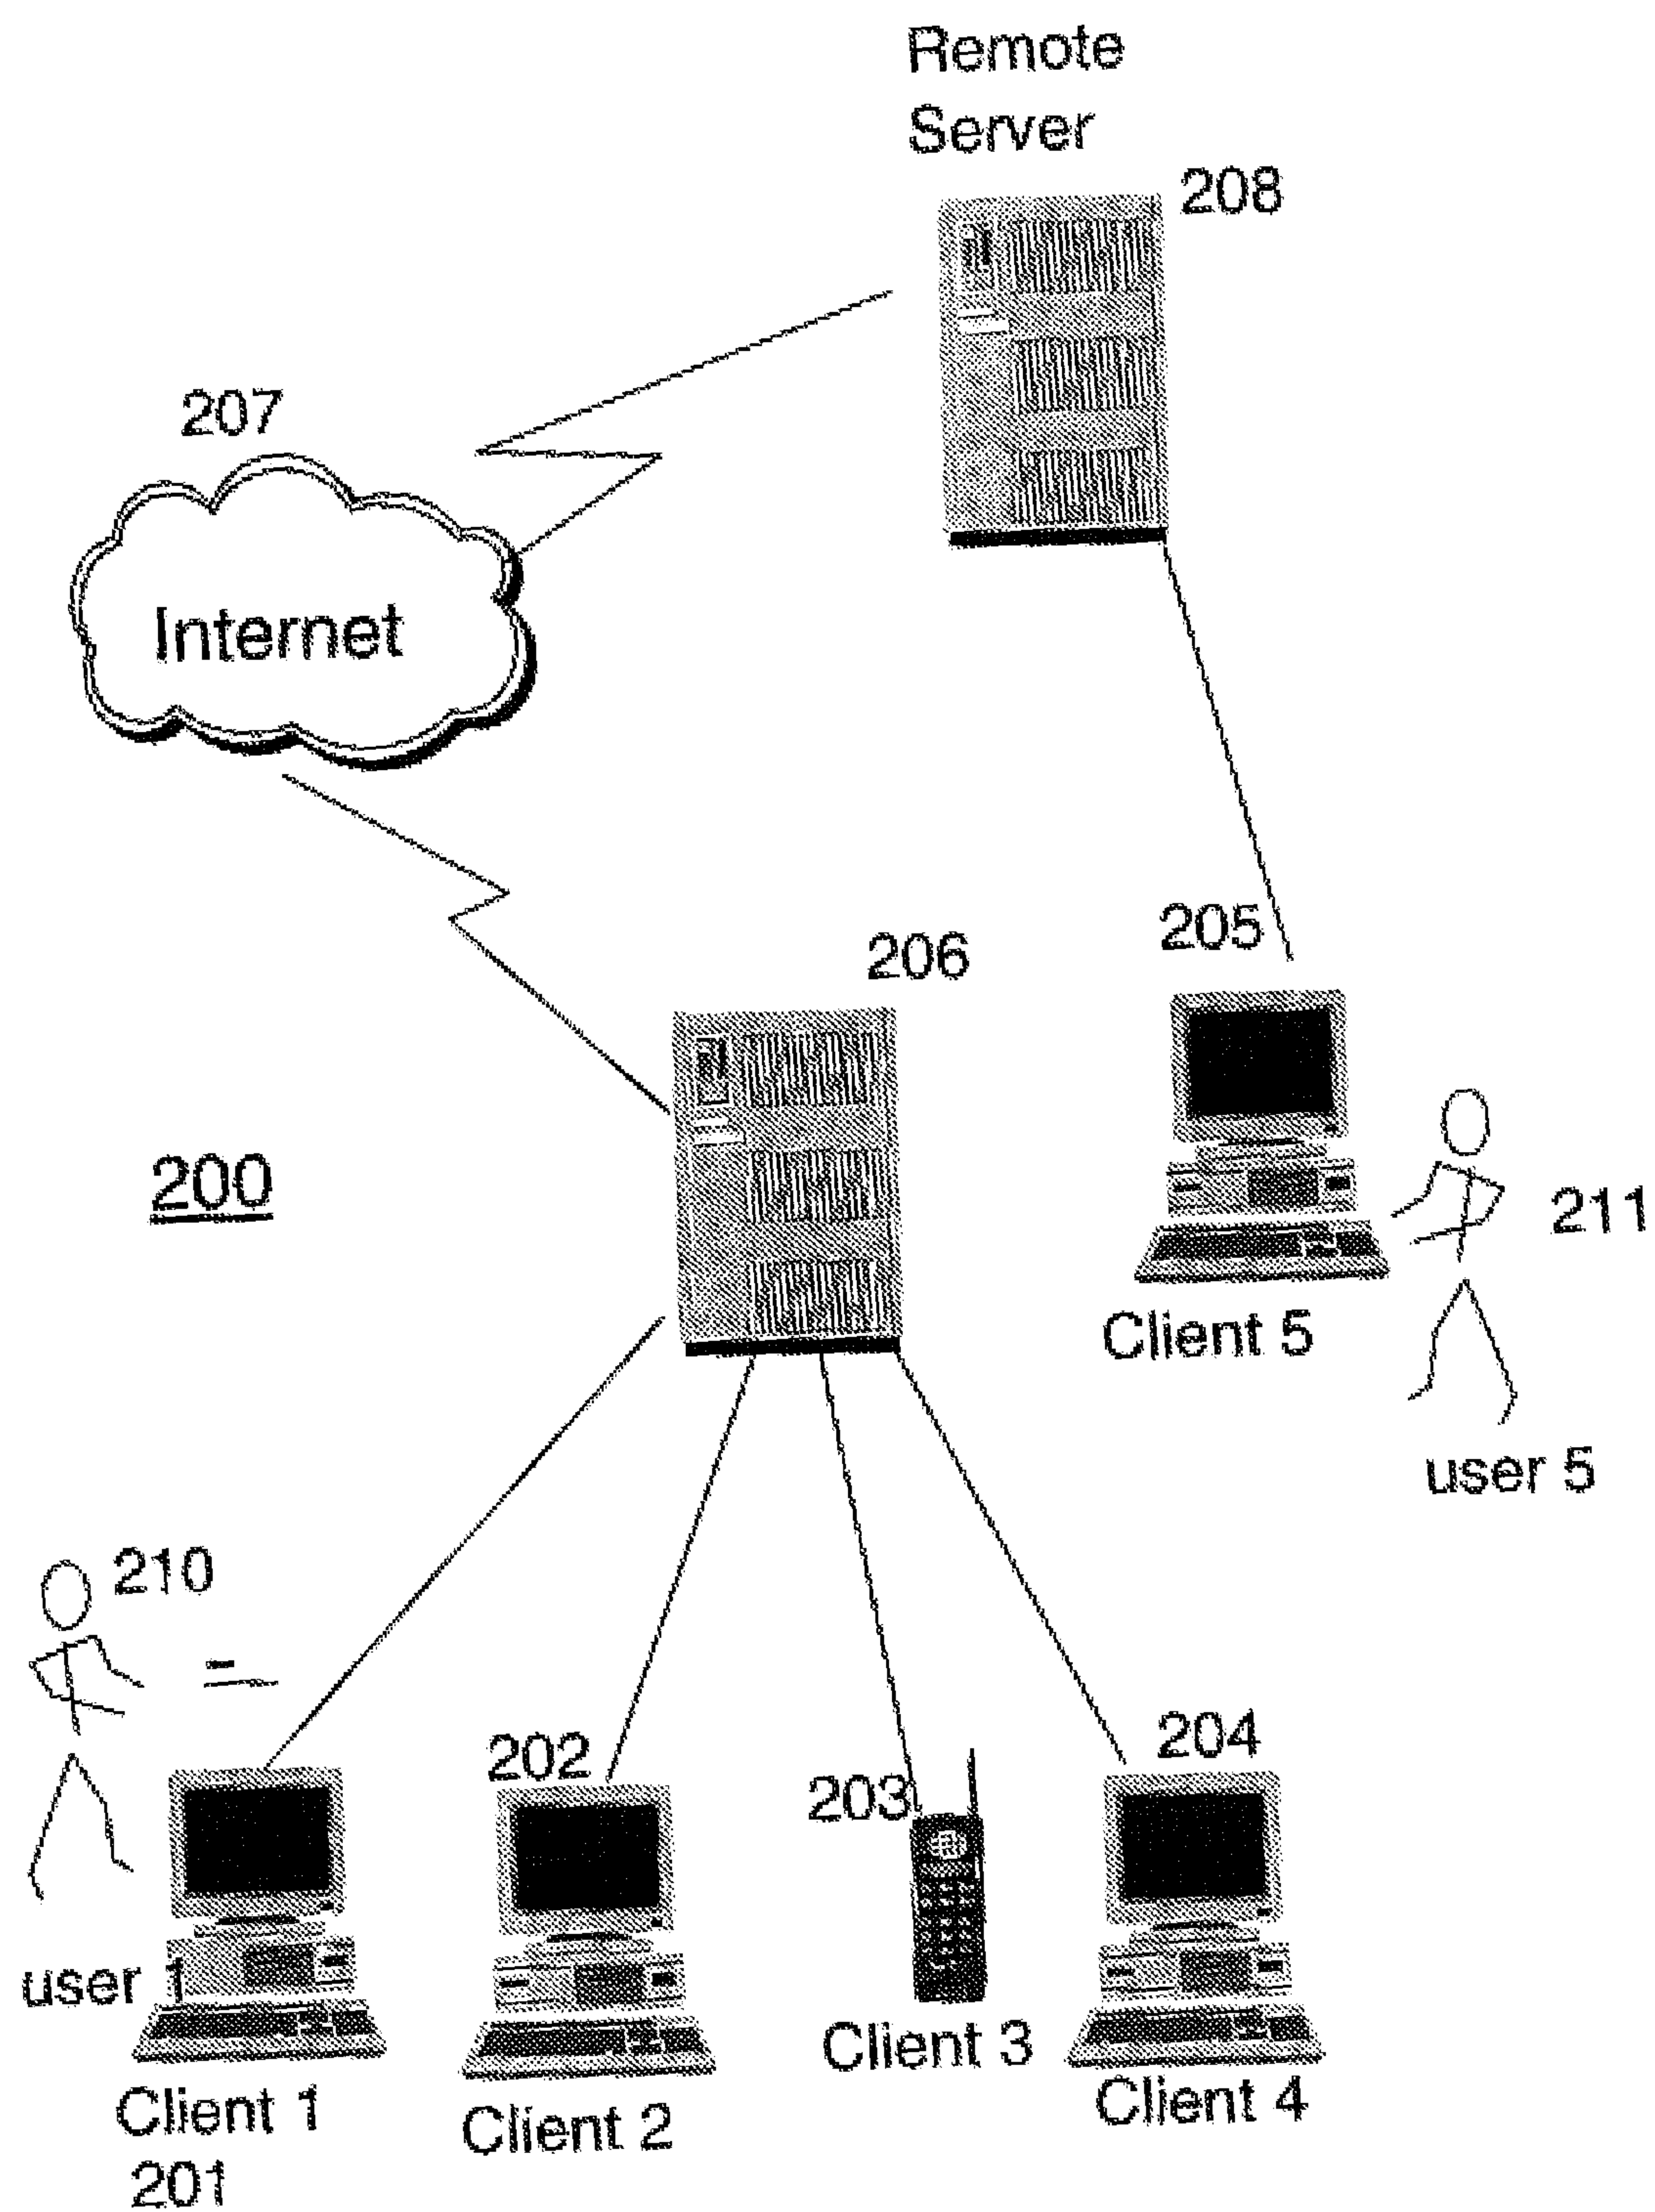 Remote
Server
208
207
Internet
205
206
200
211
Client 5
user 5
210
202
204
203
user 1
Client 3
Client 1
Client 2
Client 4
201